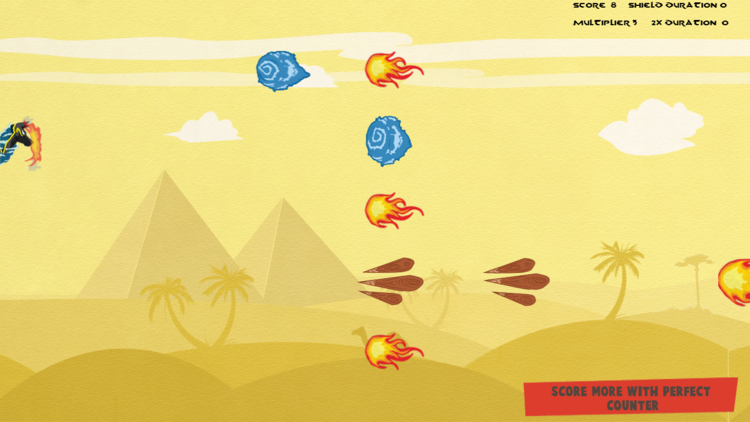 SCORE 8 SHIELD DURATION 0
MULTIPLIER 3 2X DURATION 0
SCORE MORE WITH PERFECT
COUNTER